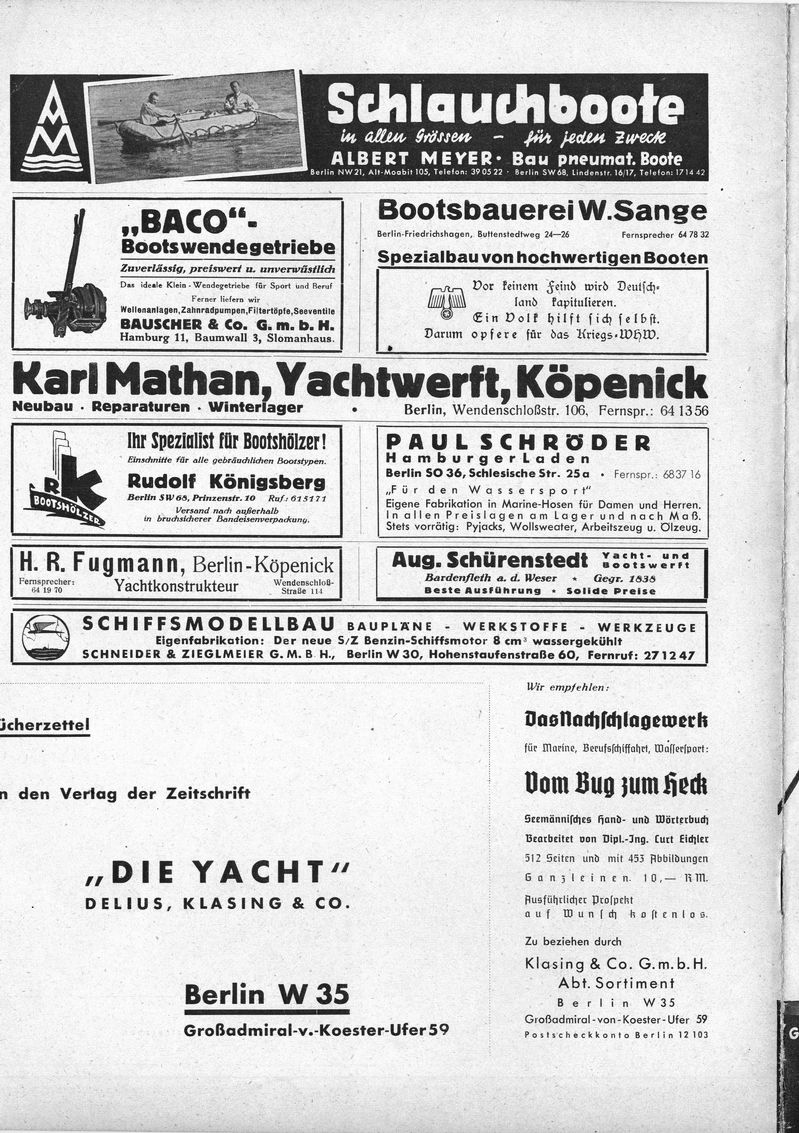 AM
Schlauchboote
in allen Grössen – für jeden Zweck
ALBERT MEYER · Bau pneumat. Boote
Berlin NW 21, Alt-Moabit 105, Telefon: 39 05 22 · Berlin SW 68, Lindenstr. 16/17, Telefon: 17 14 42
„BACO“-
Bootswendegetriebe
Zuverlässig, preiswert u. unverwüstlich
Das ideale Klein-Wendegetriebe für Sport und Beruf
Ferner liefern wir
Wellenanlagen, Zahnradpumpen, Filtertöpfe, Seeventile
BAUSCHER & Co. G. m. b. H.
Hamburg 11, Baumwall 3, Slomanhaus.
Bootsbauerei W. Sange
Berlin-Friedrichshagen, Buttenstedtweg 24—26 Fernsprecher 64 78 32
Spezialbau von hochwertigen Booten
Vor keinem Feind wird Deutsch-
land kapitulieren.
Ein Volk hilft sich selbst.
Darum opfere für das Kriegs-WHW.
Karl Mathan, Yachtwerft, Köpenick
Neubau · Reparaturen · Winterlager • Berlin, Wendenschloßstr. 106, Fernspr.: 64 13 56
RK
BOOTSHÖLZER
Ihr Spezialist für Bootshölzer!
Einschnitte für alle gebräuchlichen Bootstypen.
Rudolf Königsberg
Berlin SW 68, Prinzenstr. 10 Ruf: 61 51 71
Versand nach außerhalb
in bruchsicherer Bandeisenverpackung.
PAUL SCHRÖDER
Hamburger Laden
Berlin SO 36, Schlesische Str. 25a • Fernspr.: 68 37 16
„Für den Wassersport“
Eigene Fabrikation in Marine-Hosen für Damen und Herren.
In allen Preislagen am Lager und nach Maß.
Stets vorrätig: Pyjacks, Wollsweater, Arbeitszeug u. Ölzeug.
H. R. Fugmann, Berlin-Köpenick
Fernsprecher: 64 19 70 Yachtkonstrukteur Wendenschloß-Straße 114
Aug. Schürenstedt Yacht- und Bootswerft
Bardenfleth a. d. Weser * Gegr. 1838
Beste Ausführung * Solide Preise
SCHIFFSMODELLBAU BAUPLÄNE - WERKSTOFFE - WERKZEUGE
Eigenfabrikation: Der neue S/Z Benzin-Schiffsmotor 8 cm³ wassergekühlt
SCHNEIDER & ZIEGLMEIER G. M. B. H., Berlin W 30, Hohenstaufenstraße 60, Fernruf: 27 12 47
ücherzettel
n den Verlag der Zeitschrift
„DIE YACHT“
DELIUS, KLASING & CO.
Berlin W 35
Großadmiral-v.-Koester-Ufer 59
Wir empfehlen:
Das Nachschlagewerk
für Marine, Berufsschiffahrt, Wassersport:
Vom Bug zum Heck
Seemännisches Hand- und Wörterbuch
Bearbeitet von Dipl.-Ing. Curt Eichler
512 Seiten und mit 453 Abbildungen
Ganzleinen. 10,— RM.
Ausführlicher Prospekt
auf Wunsch kostenlos.
Zu beziehen durch
Klasing & Co. G. m. b. H.
Abt. Sortiment
Berlin W 35
Großadmiral-von-Koester-Ufer 59
Postscheckkonto Berlin 12 103
G